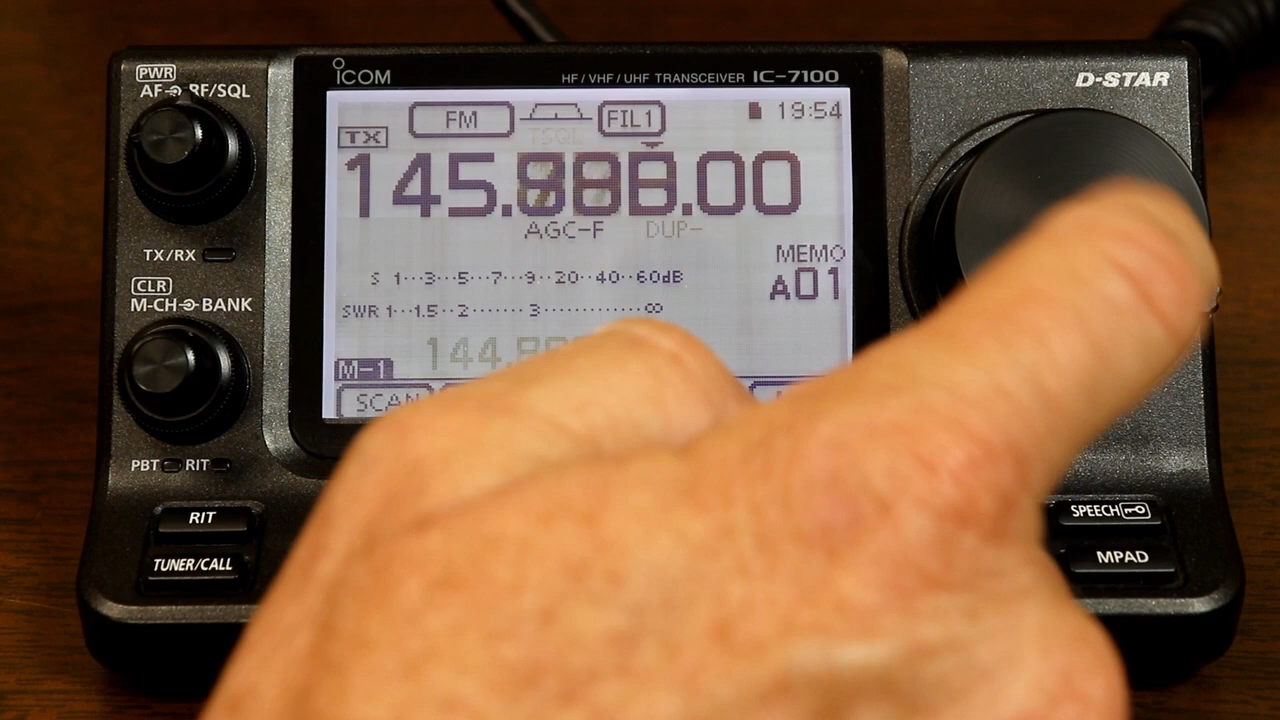 PWR
AF RF/SQL
ICOM
HF/VHF/UHF TRANSCEIVER IC-7100
D-STAR
FM
FIL1
19:54
TX
TSQL
145. .00
AGC-F DUP-
MEMO
A01
S 1···3···5···7···9···20···40···60dB
SWR 1···1.5··2······3······∞
144.
M-1
SCAN
TX/RX
CLR
M-CH BANK
PBT RIT
RIT
TUNER/CALL
SPEECH
MPAD